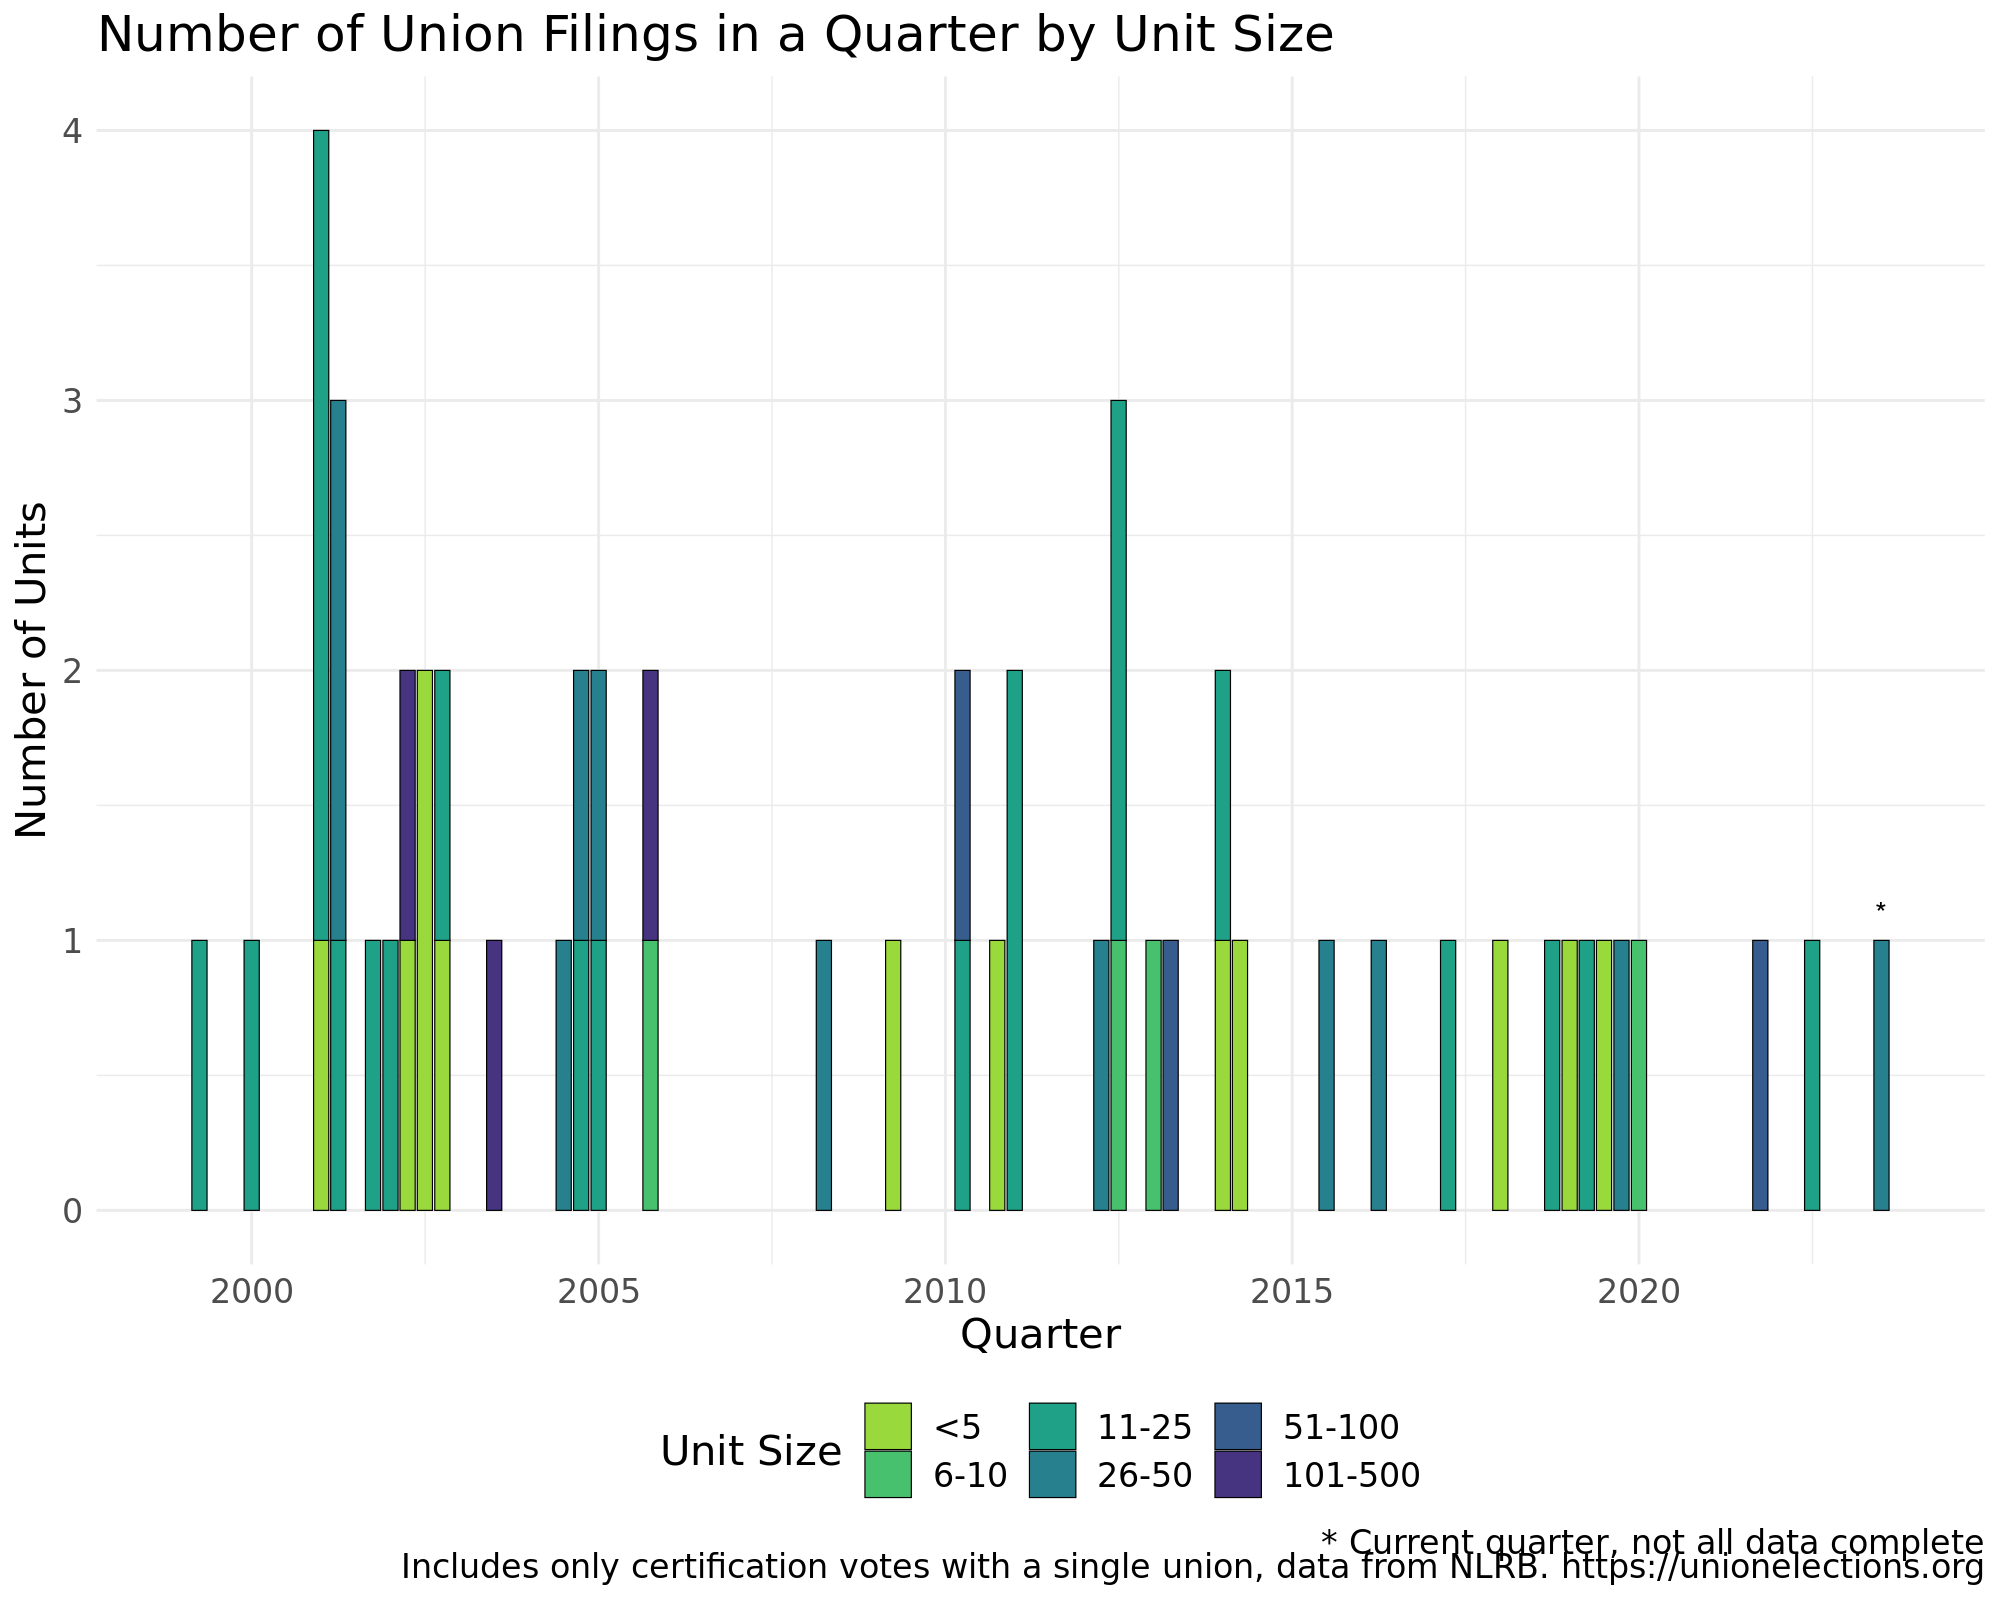 Number of Union Filings in a Quarter by Unit Size
Number of Units
4
3
2
1
0
*
2000 2005 2010 2015 2020
Quarter
Unit Size
<5 11-25 51-100
6-10 26-50 101-500
* Current quarter, not all data complete
Includes only certification votes with a single union, data from NLRB. https://unionelections.org